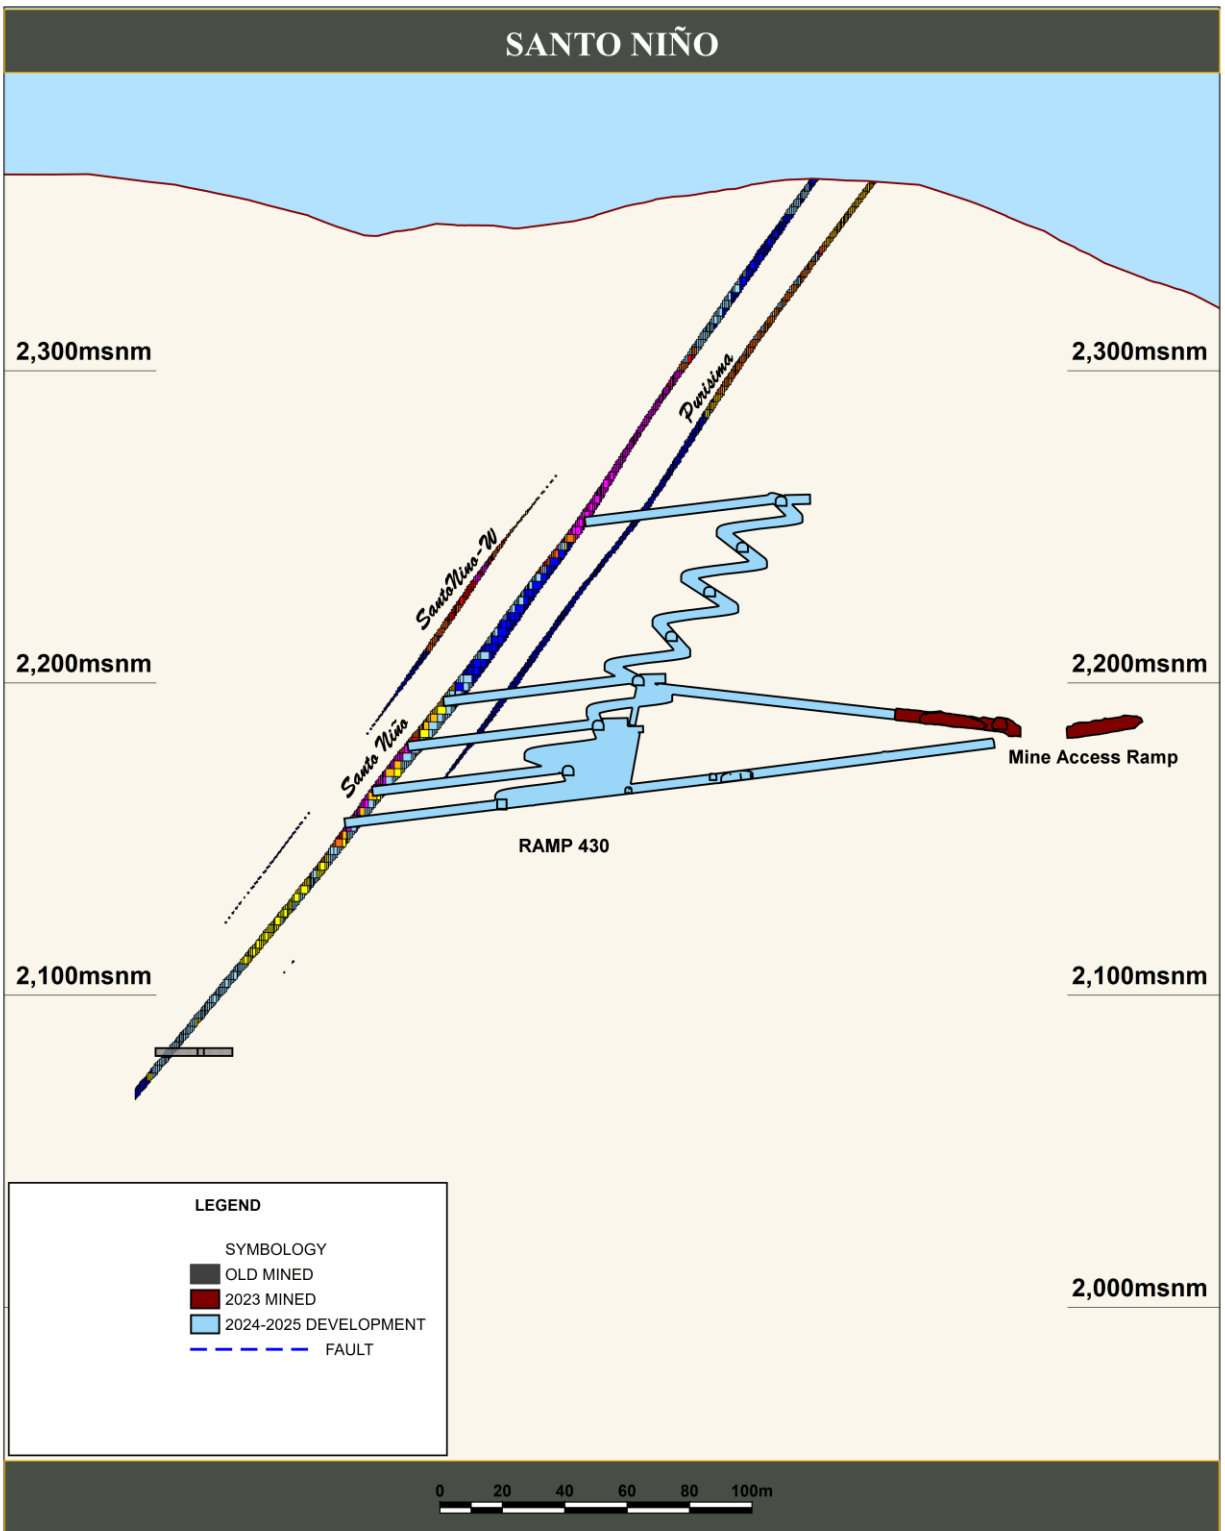 SANTO NIÑO
2,300msnm
2,300msnm
Purisima
SantoNino-W
2,200msnm
2,200msnm
Santo Niño
Mine Access Ramp
RAMP 430
2,100msnm
2,100msnm
2,000msnm
LEGEND
SYMBOLOGY
OLD MINED
2023 MINED
2024-2025 DEVELOPMENT
FAULT
0 20 40 60 80 100m